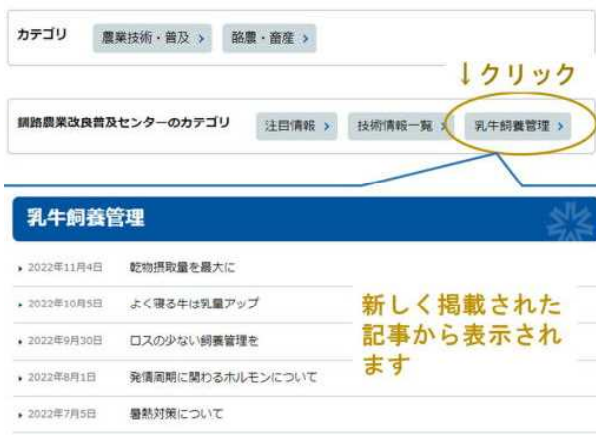 カテゴリ 農業技術・普及 › 酪農・畜産 ›
↓クリック
釧路農業改良普及センターのカテゴリ 注目情報 › 技術情報一覧 › 乳牛飼養管理 ›
乳牛飼養管理
2022年11月4日 乾物摂取量を最大に
2022年10月5日 よく寝る牛は乳量アップ
2022年9月30日 ロスの少ない飼養管理を
2022年8月1日 発情周期に関わるホルモンについて
2022年7月5日 暑熱対策について
新しく掲載された
記事から表示され
ます